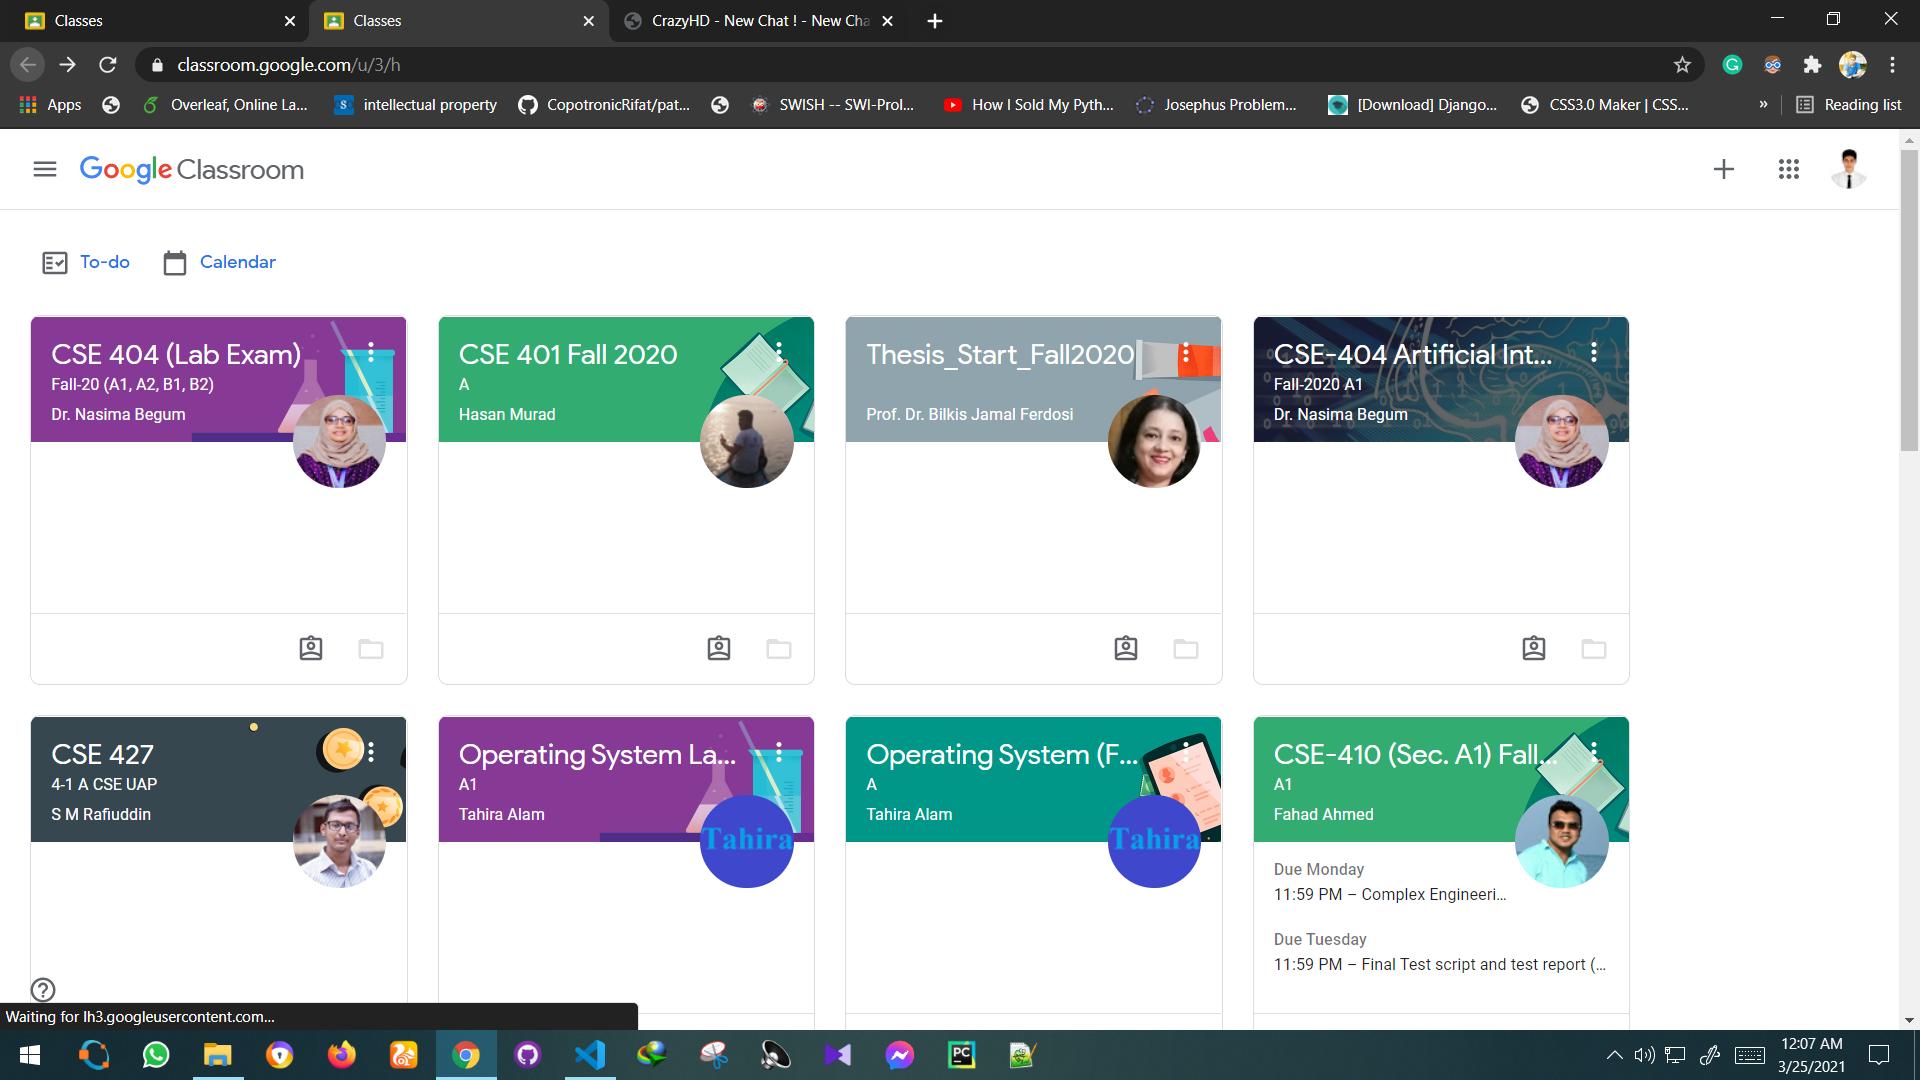 Classes
Classes
CrazyHD - New Chat ! - New Cha
classroom.google.com/u/3/h
Apps
Overleaf, Online La...
intellectual property
CopotronicRifat/pat...
SWISH -- SWI-Prol...
How I Sold My Pyth...
Josephus Problem...
[Download] Django...
CSS3.0 Maker | CSS...
»
Reading list
Google Classroom
To-do
Calendar
CSE 404 (Lab Exam)
Fall-20 (A1, A2, B1, B2)
Dr. Nasima Begum
CSE 401 Fall 2020
A
Hasan Murad
Thesis_Start_Fall2020
Prof. Dr. Bilkis Jamal Ferdosi
CSE-404 Artificial Int...
Fall-2020 A1
Dr. Nasima Begum
CSE 427
4-1 A CSE UAP
S M Rafiuddin
Operating System La...
A1
Tahira Alam
Tahira
Operating System (F...
A
Tahira Alam
Tahira
CSE-410 (Sec. A1) Fall...
A1
Fahad Ahmed
Due Monday
11:59 PM – Complex Engineeri...
Due Tuesday
11:59 PM – Final Test script and test report (...
Waiting for lh3.googleusercontent.com...
PC
12:07 AM
3/25/2021